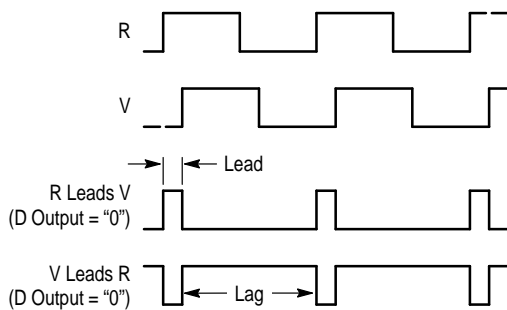 R
V
Lead
R Leads V
(D Output = “0”)
V Leads R
(D Output = “0”)
Lag